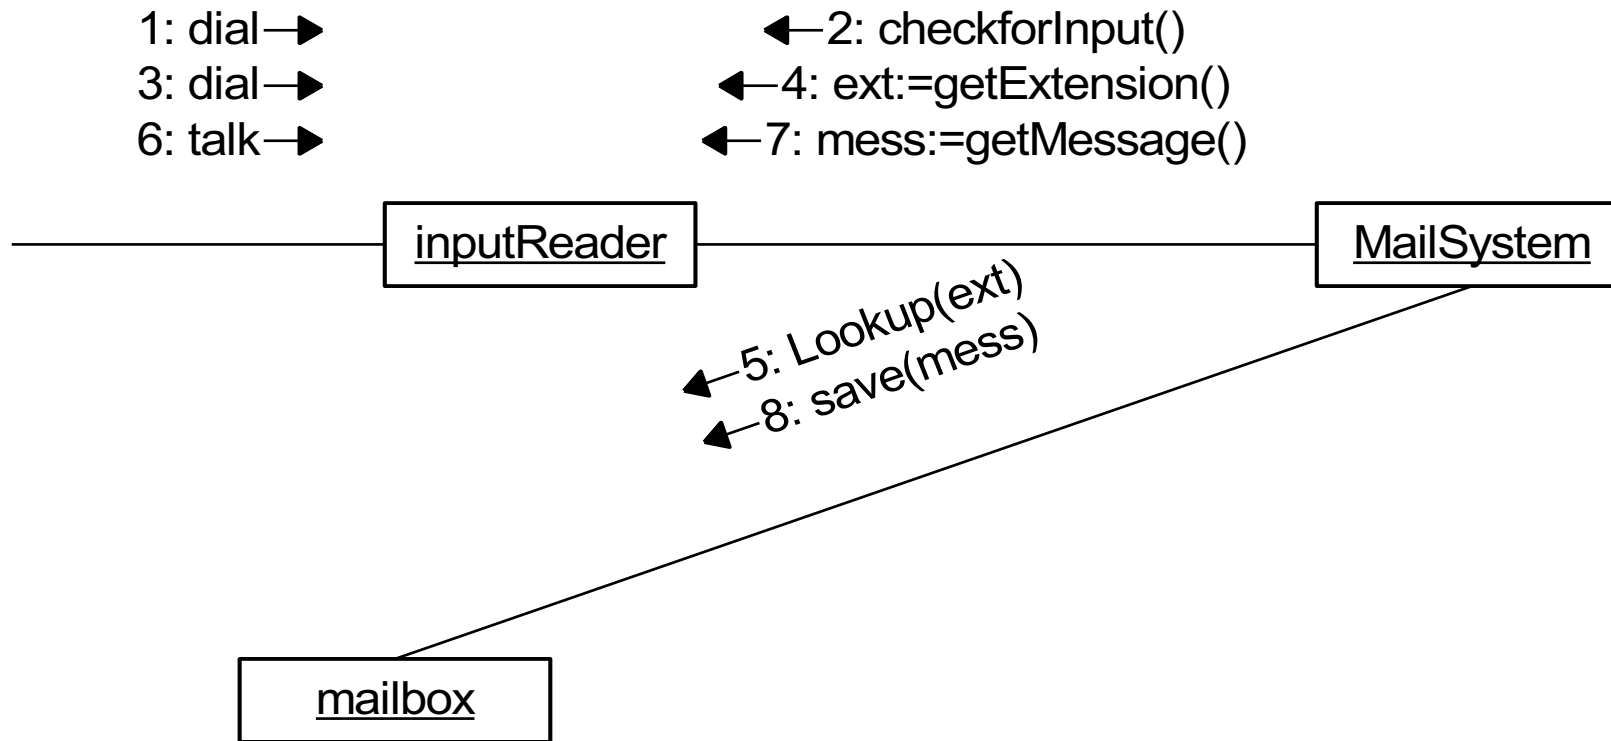 1: dial
2: checkforInput()
3: dial
4: ext:=getExtension()
6: talk
7: mess:=getMessage()
inputReader
MailSystem
5: Lookup(ext)
8: save(mess)
mailbox